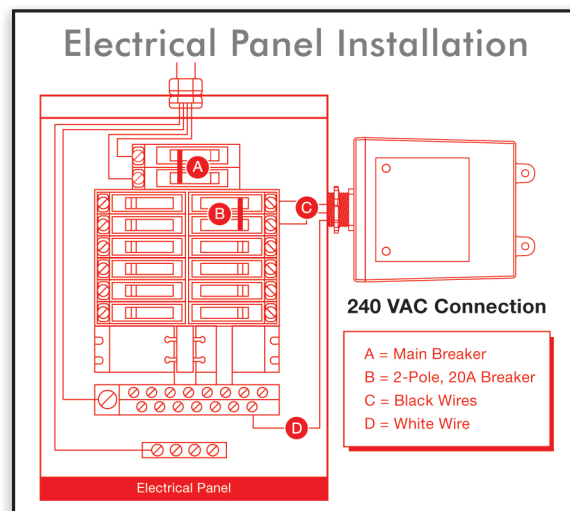 Electrical Panel Installation
A
B
C
240 VAC Connection
A = Main Breaker
B = 2-Pole, 20A Breaker
C = Black Wires
D = White Wire
D
Electrical Panel